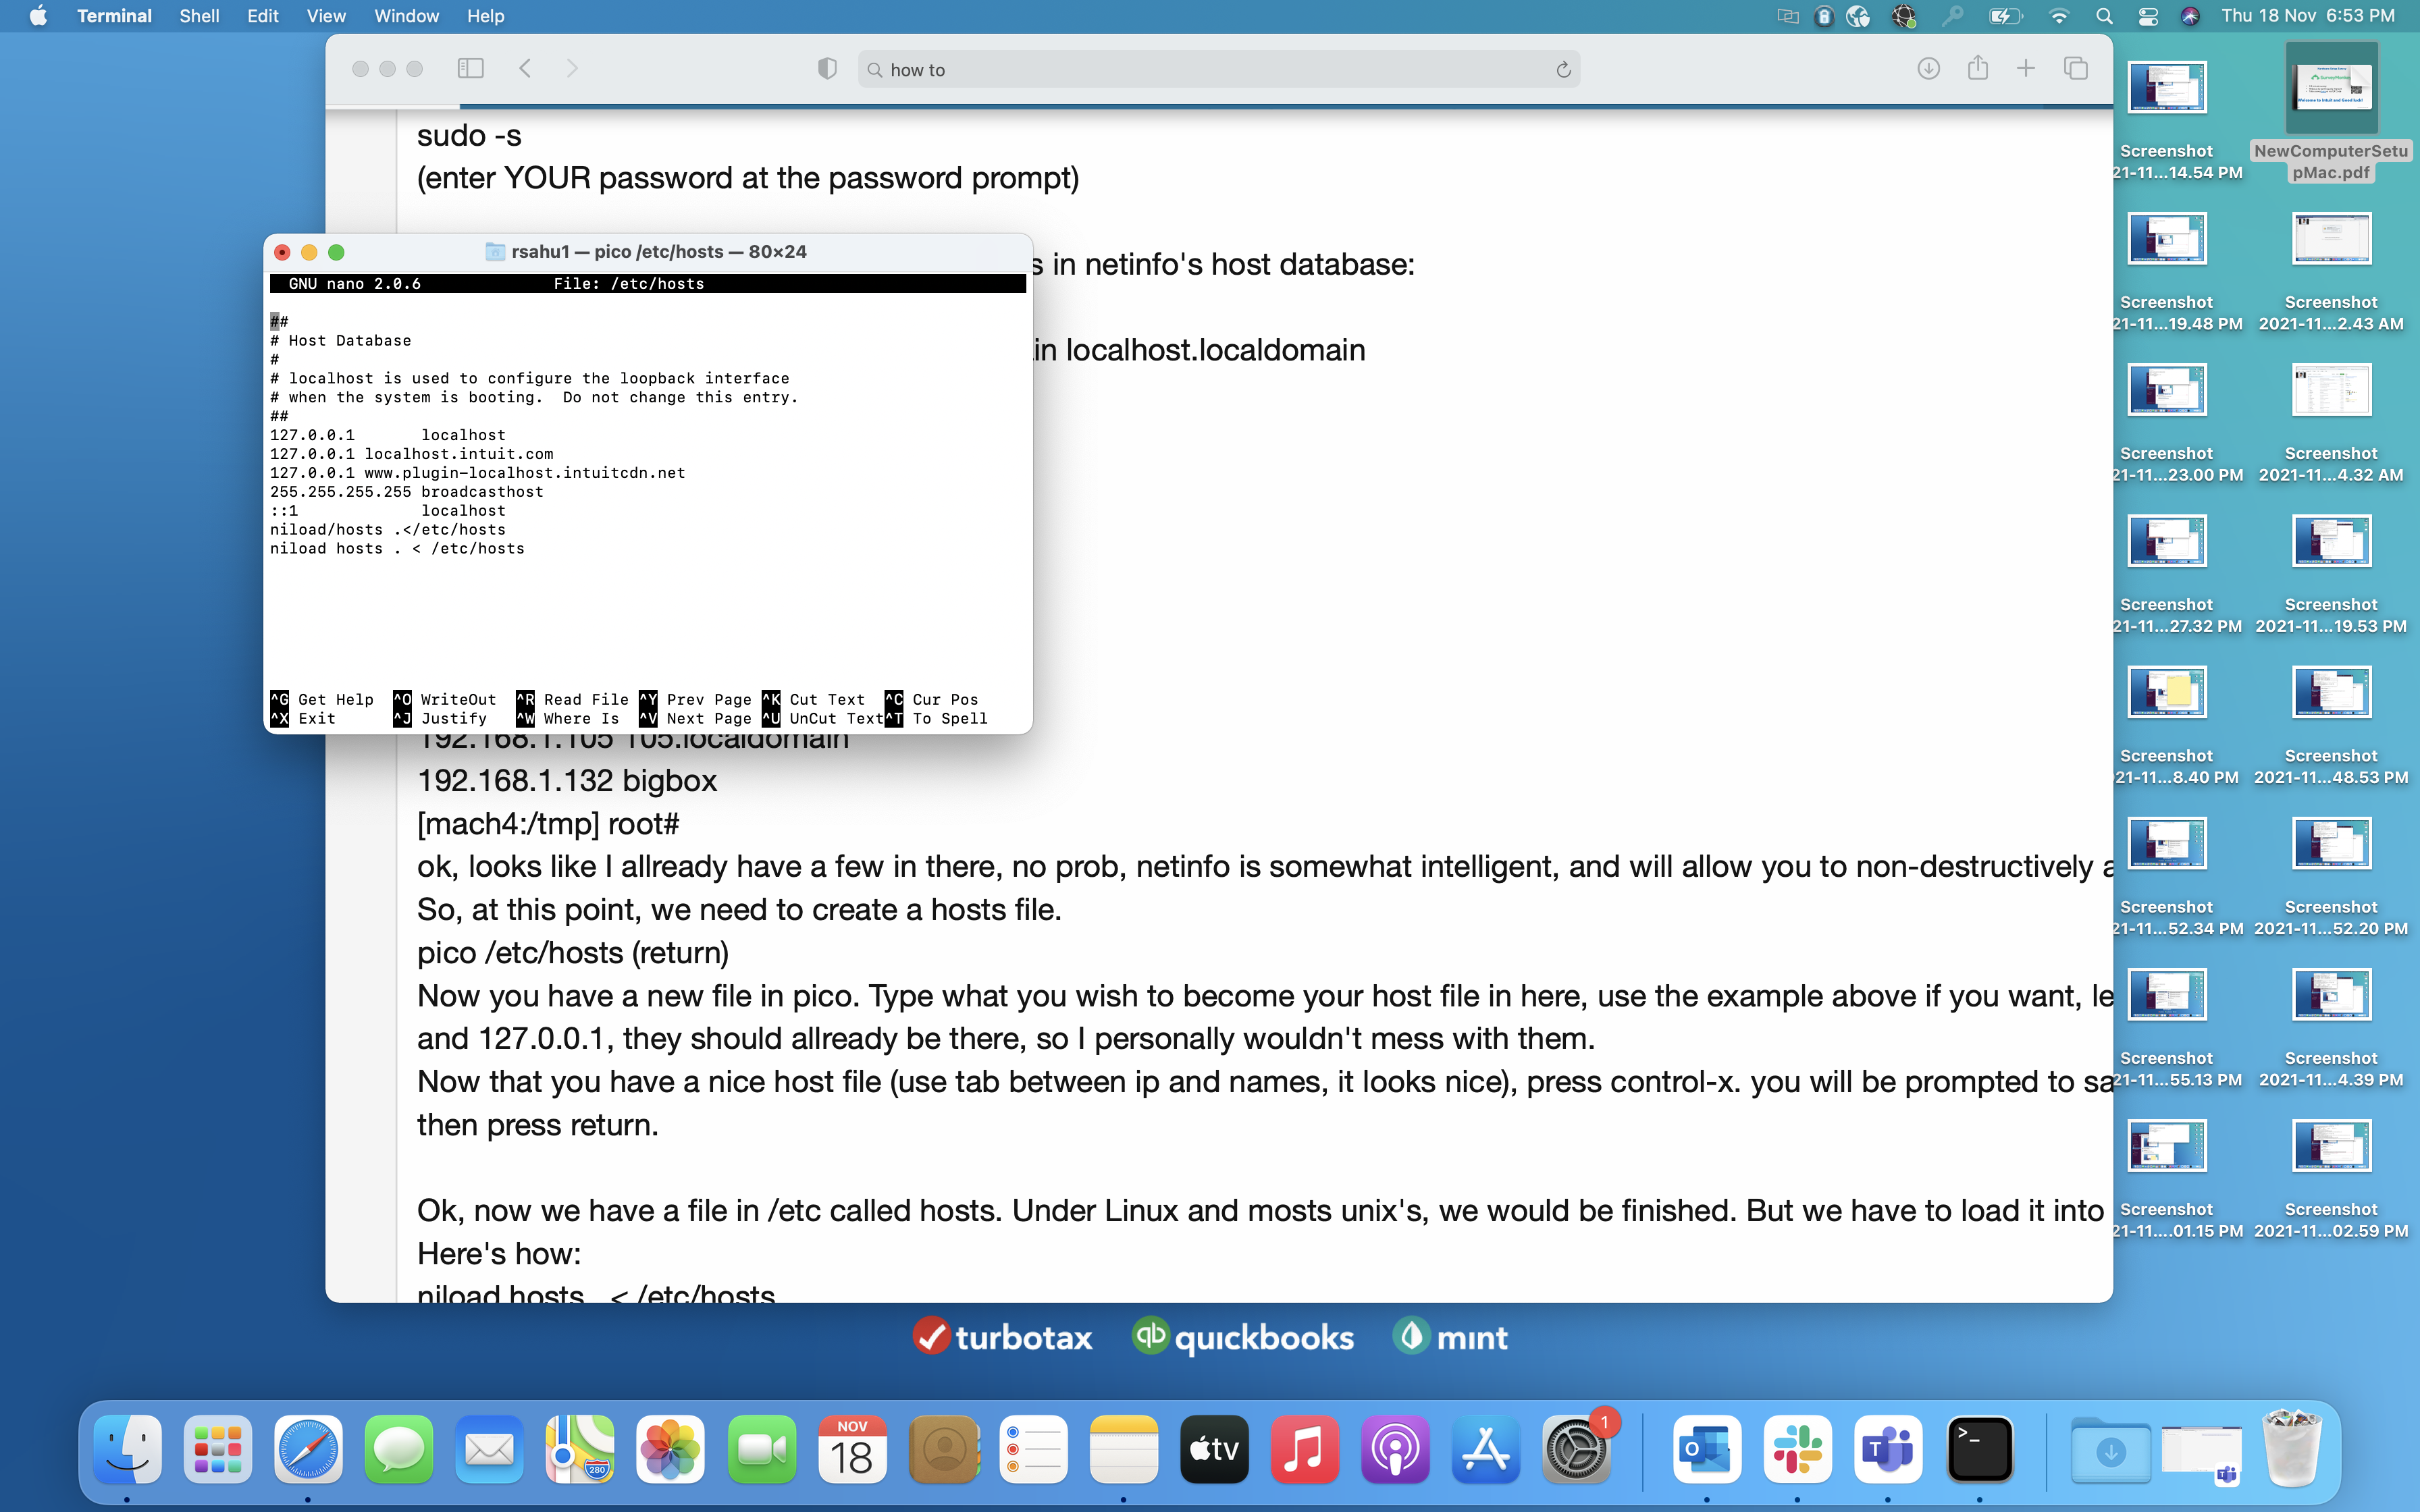 Terminal Shell Edit View Window Help
Thu 18 Nov 6:53 PM
how to
sudo -s
(enter YOUR password at the password prompt)
s in netinfo's host database:
in localhost.localdomain
rsahu1 — pico /etc/hosts — 80×24
GNU nano 2.0.6 File: /etc/hosts
##
# Host Database
#
# localhost is used to configure the loopback interface
# when the system is booting.  Do not change this entry.
##
127.0.0.1 localhost
127.0.0.1 localhost.intuit.com
127.0.0.1 www.plugin-localhost.intuitcdn.net
255.255.255.255 broadcasthost
::1 localhost
niload/hosts .</etc/hosts
niload hosts . < /etc/hosts
^G Get Help ^O WriteOut ^R Read File ^Y Prev Page ^K Cut Text ^C Cur Pos
^X Exit ^J Justify ^W Where Is ^V Next Page ^U UnCut Text ^T To Spell
192.168.1.105 105.localdomain
192.168.1.132 bigbox
[mach4:/tmp] root#
ok, looks like I allready have a few in there, no prob, netinfo is somewhat intelligent, and will allow you to non-destructively a
So, at this point, we need to create a hosts file.
pico /etc/hosts (return)
Now you have a new file in pico. Type what you wish to become your host file in here, use the example above if you want, le
and 127.0.0.1, they should allready be there, so I personally wouldn't mess with them.
Now that you have a nice host file (use tab between ip and names, it looks nice), press control-x. you will be prompted to sa
then press return.
Ok, now we have a file in /etc called hosts. Under Linux and mosts unix's, we would be finished. But we have to load it into
Here's how:
niload hosts . < /etc/hosts
Screenshot
21-11...14.54 PM
NewComputerSetu
pMac.pdf
Screenshot
21-11...19.48 PM
Screenshot
2021-11...2.43 AM
Screenshot
21-11...23.00 PM
Screenshot
2021-11...4.32 AM
Screenshot
21-11...27.32 PM
Screenshot
2021-11...19.53 PM
Screenshot
21-11...8.40 PM
Screenshot
2021-11...48.53 PM
Screenshot
21-11...52.34 PM
Screenshot
2021-11...52.20 PM
Screenshot
21-11...55.13 PM
Screenshot
2021-11...4.39 PM
Screenshot
21-11....01.15 PM
Screenshot
2021-11...02.59 PM
turbotax qb quickbooks mint
NOV
18
280
tv
1
O
T
>_